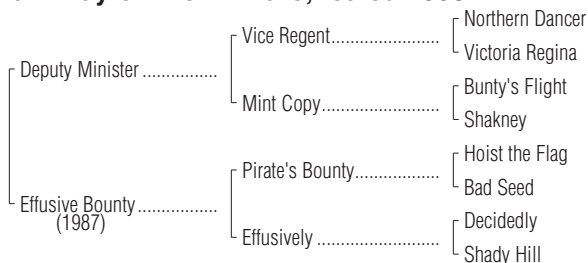 Northern Dancer
Vice Regent
Victoria Regina
Deputy Minister
Bunty's Flight
Mint Copy
Shakney
Hoist the Flag
Pirate's Bounty
Bad Seed
Effusive Bounty
(1987)
Decidedly
Effusively
Shady Hill